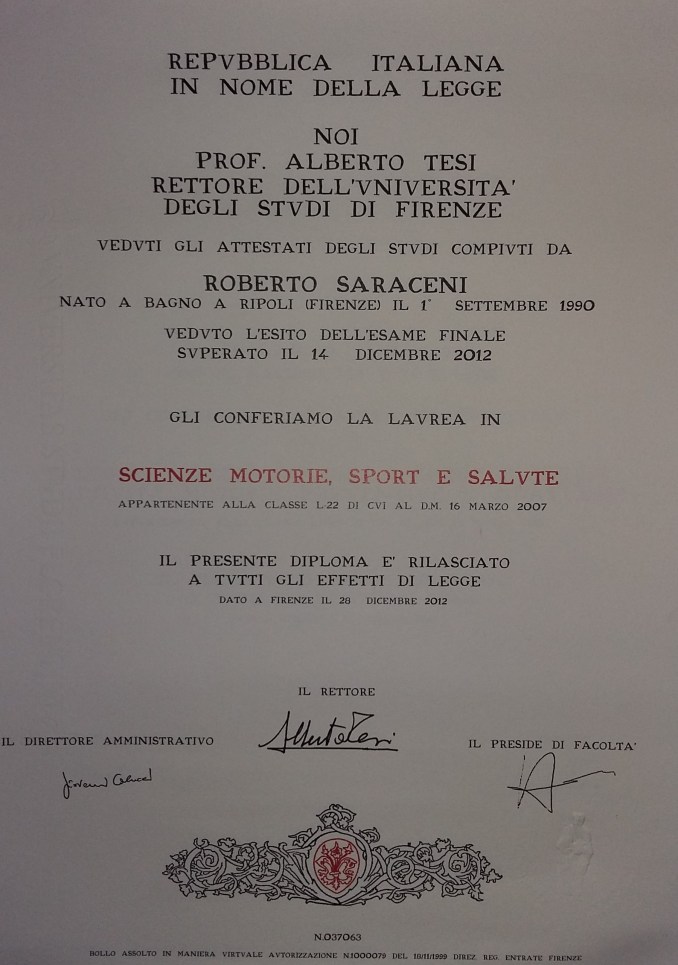 REPVBBLICA ITALIANA
IN NOME DELLA LEGGE
NOI
PROF. ALBERTO TESI
RETTORE DELL'VNIVERSITA'
DEGLI STVDI DI FIRENZE
VEDVTI GLI ATTESTATI DEGLI STVDI COMPIVTI DA
ROBERTO SARACENI
NATO A BAGNO A RIPOLI (FIRENZE) IL 1° SETTEMBRE 1990
VEDVTO L'ESITO DELL'ESAME FINALE
SVPERATO IL 14 DICEMBRE 2012
GLI CONFERIAMO LA LAVREA IN
SCIENZE MOTORIE, SPORT E SALVTE
APPARTENENTE ALLA CLASSE L-22 DI CVI AL D.M. 16 MARZO 2007
IL PRESENTE DIPLOMA E' RILASCIATO
A TVTTI GLI EFFETTI DI LEGGE
DATO A FIRENZE IL 28 DICEMBRE 2012
IL RETTORE
Alberto Tesi
IL DIRETTORE AMMINISTRATIVO
IL PRESIDE DI FACOLTA'
N.037063
BOLLO ASSOLTO IN MANIERA VIRTVALE AVTORIZZAZIONE N.1000079 DEL 10/11/1999 DIREZ. REG. ENTRATE FIRENZE